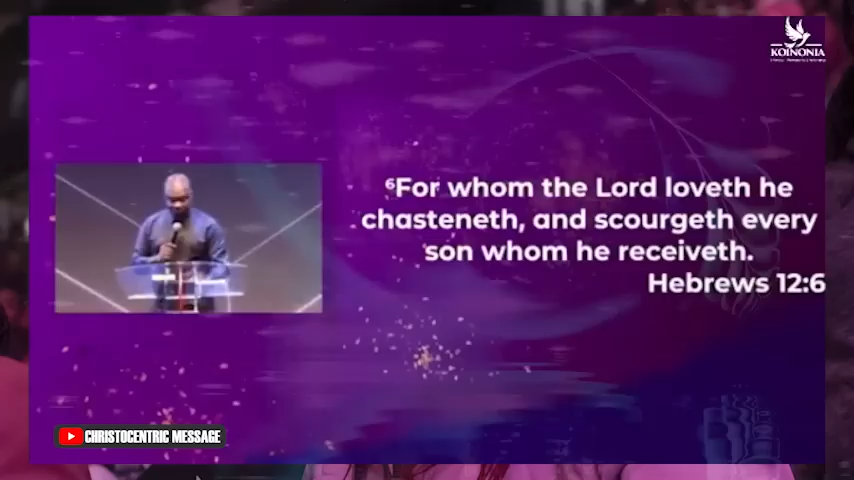 KOINONIA
⁶For whom the Lord loveth he
chasteneth, and scourgeth every
son whom he receiveth.
Hebrews 12:6
CHRISTOCENTRIC MESSAGE